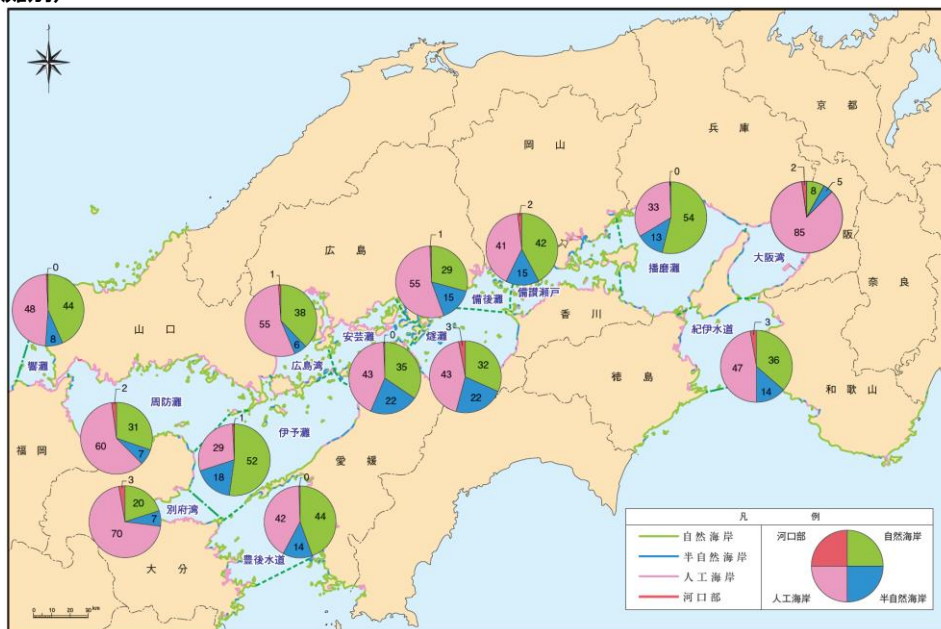 京都
兵庫
岡山
広島
山口
福岡
大分
愛媛
香川
徳島
大阪
奈良
和歌山
0
48
44
8
響灘
2
60
31
7
周防灘
3
70
20
7
別府湾
1
55
38
6
広島湾
1
29
52
18
伊予灘
0
42
44
14
豊後水道
安芸灘
0
43
35
22
燧灘
3
43
32
22
1
55
29
15
備後灘
2
41
42
15
備讃瀬戸
0
33
54
13
播磨灘
2
8
5
85
大阪湾
紀伊水道
3
47
36
14
0 10 20 30km
凡例
自然海岸
半自然海岸
人工海岸
河口部
河口部
自然海岸
人工海岸
半自然海岸